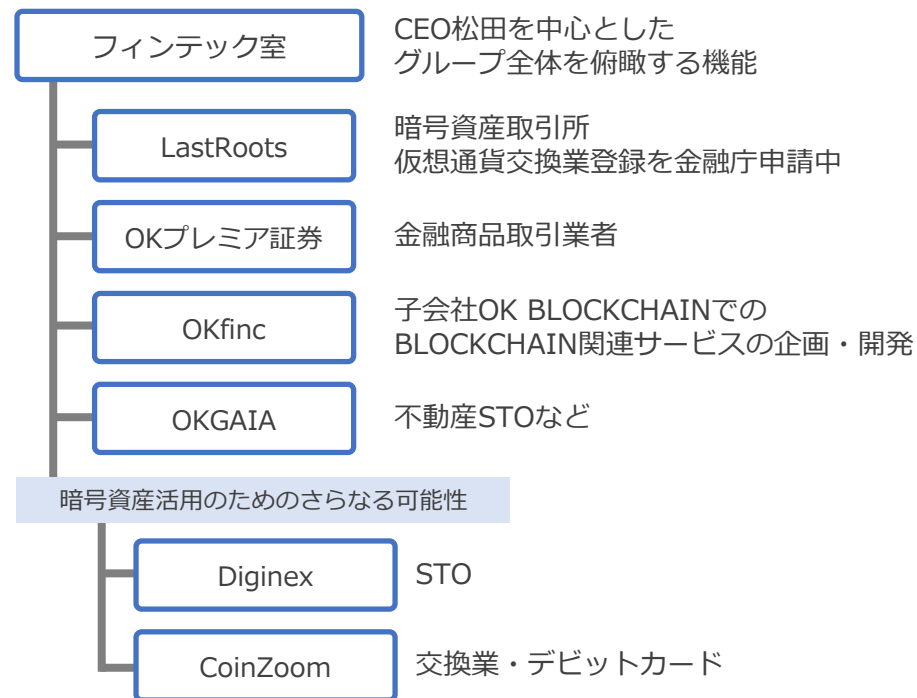 フィンテック室
CEO松田を中心とした
グループ全体を俯瞰する機能
LastRoots
暗号資産取引所
仮想通貨交換業登録を金融庁申請中
OKプレミア証券
金融商品取引業者
OKfinc
子会社OK BLOCKCHAINでの
BLOCKCHAIN関連サービスの企画・開発
OKGAIA
不動産STOなど
暗号資産活用のためのさらなる可能性
Diginex
STO
CoinZoom
交換業・デビットカード